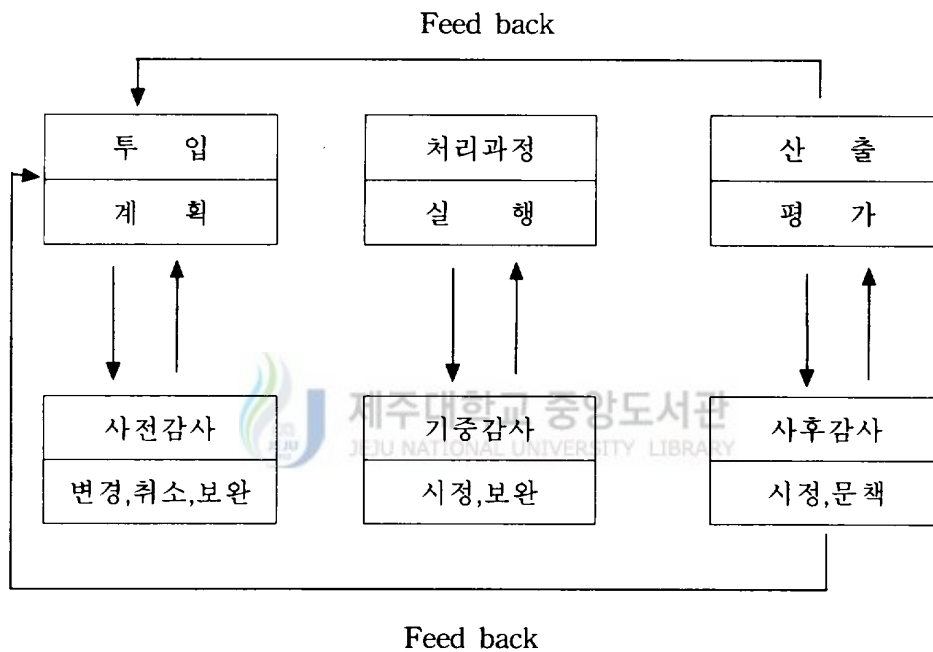 Feed back
투 입
처리과정
산 출
계 획
실 행
평 가
제주대학교 중앙도서관
JEJU NATIONAL UNIVERSITY LIBRARY
사전감사
기중감사
사후감사
변경,취소,보완
시정,보완
시정,문책
Feed back